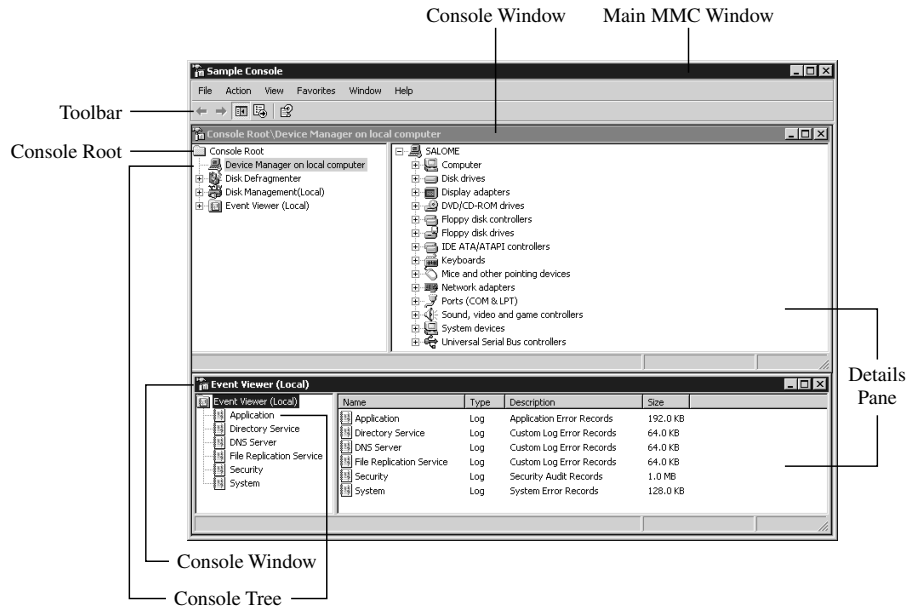 Console Window
Main MMC Window
Sample Console
File Action View Favorites Window Help
Toolbar
Console Root\Device Manager on local computer
Console Root
Console Root
Device Manager on local computer
Disk Defragmenter
Disk Management(Local)
Event Viewer (Local)
SALOME
Computer
Disk drives
Display adapters
DVD/CD-ROM drives
Floppy disk controllers
Floppy disk drives
IDE ATA/ATAPI controllers
Keyboards
Mice and other pointing devices
Network adapters
Ports (COM & LPT)
Sound, video and game controllers
System devices
Universal Serial Bus controllers
Details
Pane
Event Viewer (Local)
Event Viewer (Local)
Application
Directory Service
DNS Server
File Replication Service
Security
System
Name Type Description Size
Application Log Application Error Records 192.0 KB
Directory Service Log Custom Log Error Records 64.0 KB
DNS Server Log Custom Log Error Records 64.0 KB
File Replication Service Log Custom Log Error Records 64.0 KB
Security Log Security Audit Records 1.0 MB
System Log System Error Records 128.0 KB
Console Window
Console Tree